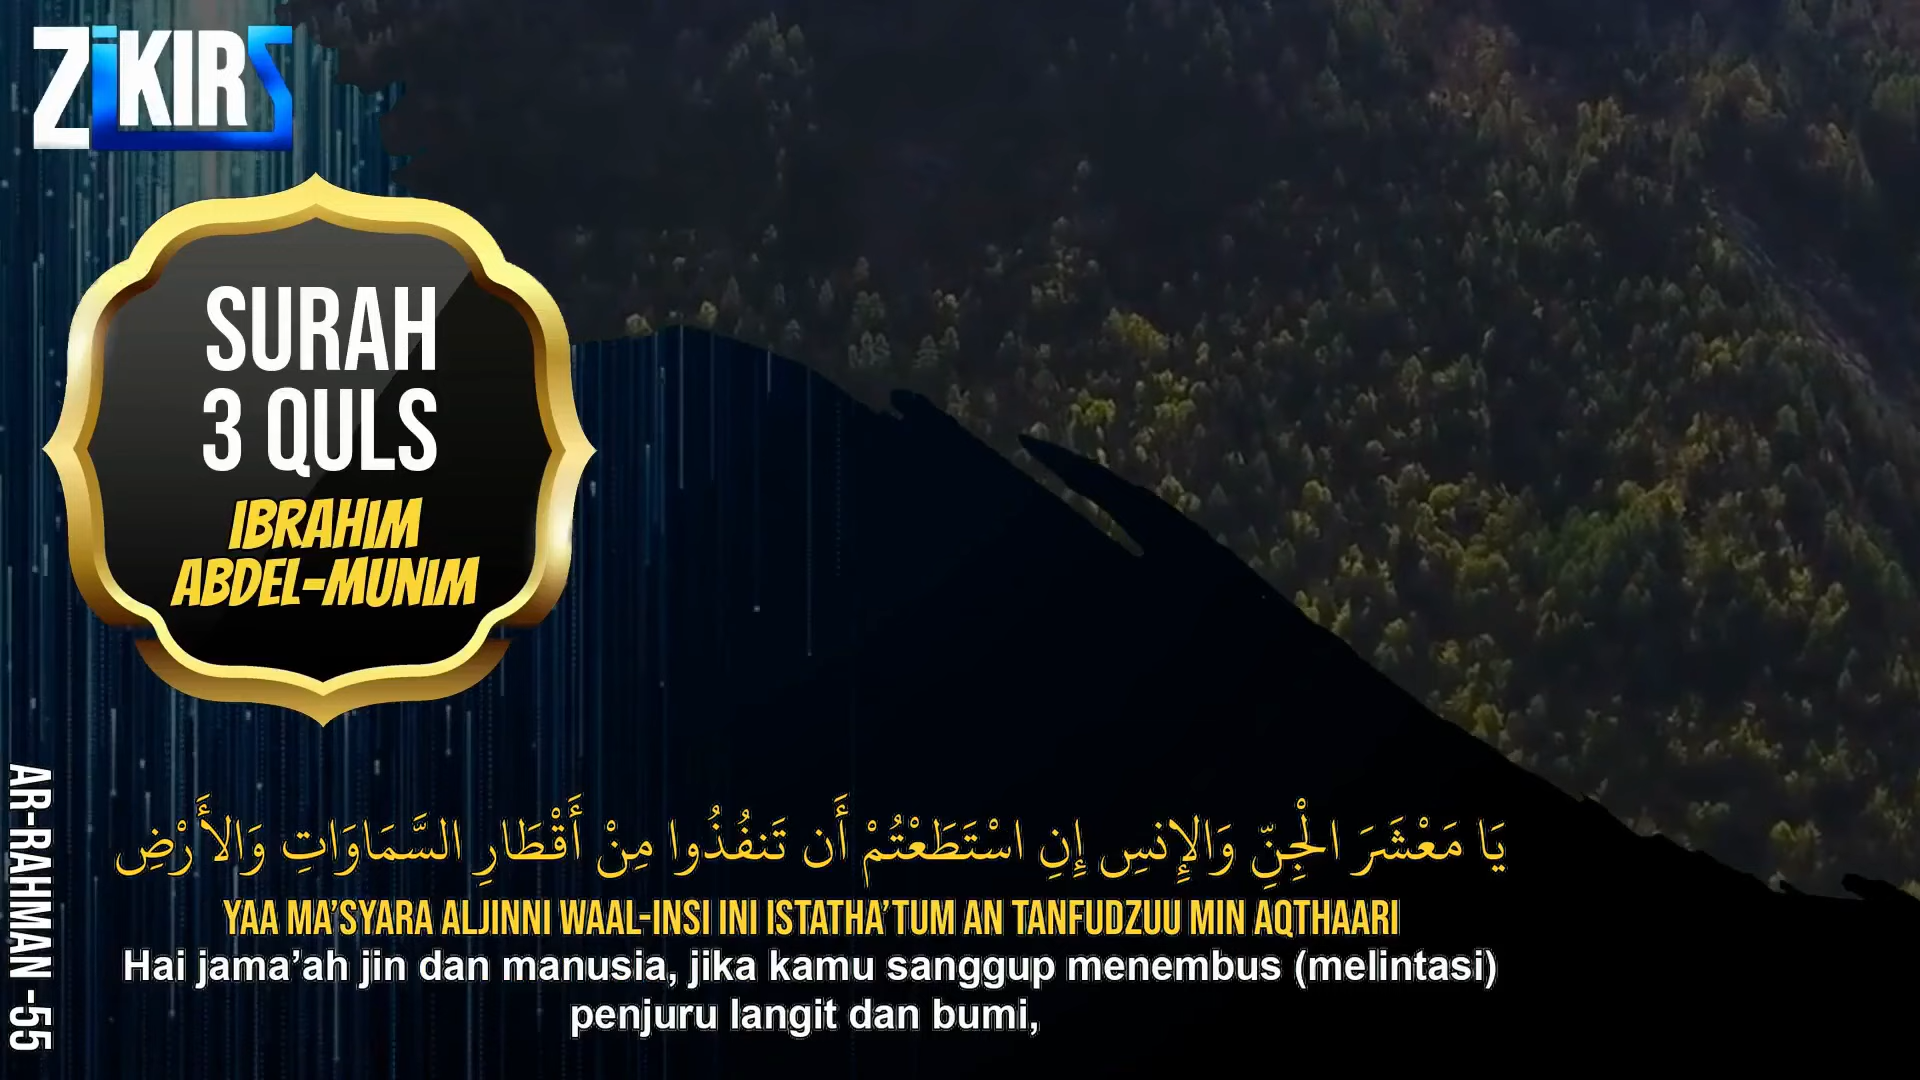 ZiKIRS
SURAH
3 QULS
IBRAHIM
ABDEL-MUNIM
AR-RAHMAN -55
يَا مَعْشَرَ الْجِنِّ وَالإِنسِ إِنِ اسْتَطَعْتُمْ أَن تَنفُذُوا مِنْ أَقْطَارِ السَّمَاوَاتِ وَالأَرْضِ
YAA MA’SYARA ALJINNI WAAL-INSI INI ISTATHA’TUM AN TANFUDZUU MIN AQTHAARI
Hai jama’ah jin dan manusia, jika kamu sanggup menembus (melintasi)
penjuru langit dan bumi,